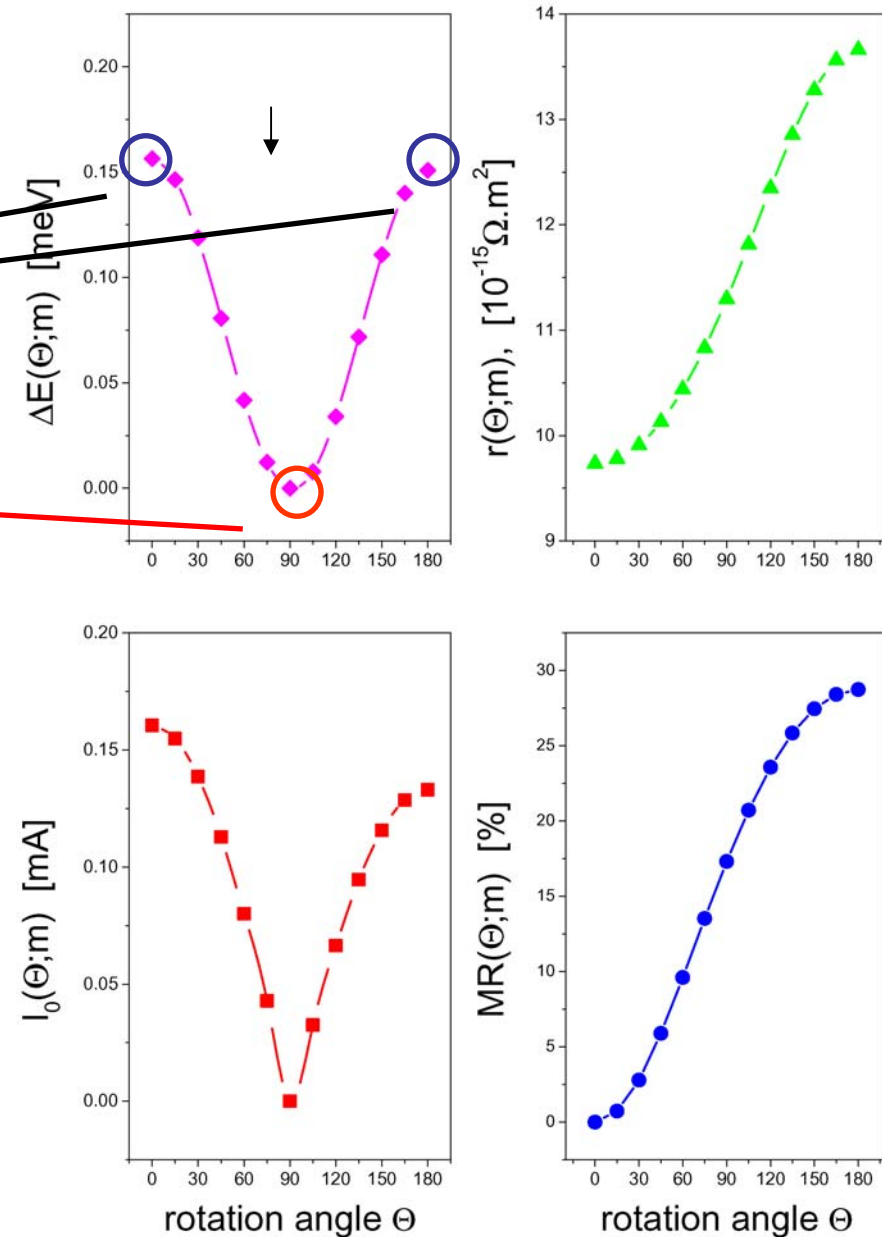 0.20
0.15
0.10
0.05
0.00
ΔE(Θ;m) [meV]
0 30 60 90 120 150 180
14
13
12
11
10
9
r(Θ;m), [10⁻¹⁵Ω.m²]
0 30 60 90 120 150 180
0.20
0.15
0.10
0.05
0.00
I₀(Θ;m) [mA]
0 30 60 90 120 150 180
rotation angle Θ
30
25
20
15
10
5
0
MR(Θ;m) [%]
0 30 60 90 120 150 180
rotation angle Θ